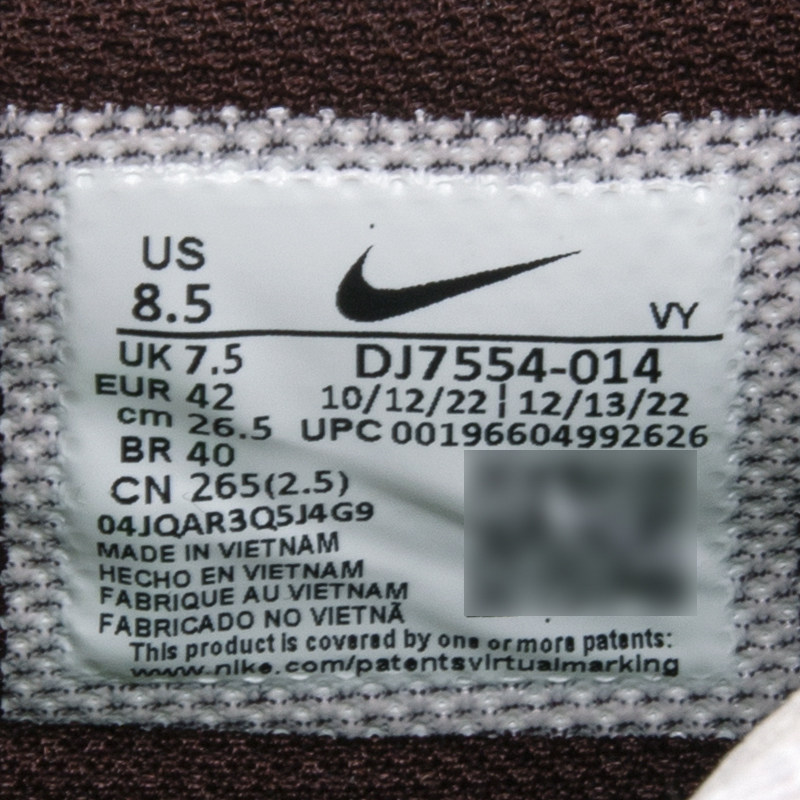 US
8.5
VY
UK 7.5
EUR 42
cm 26.5
BR 40
CN 265(2.5)
DJ7554-014
10/12/22 ¦ 12/13/22
UPC 00196604992626
04JQAR3Q5J4G9
MADE IN VIETNAM
HECHO EN VIETNAM
FABRIQUE AU VIETNAM
FABRICADO NO VIETNÃ
This product is covered by one or more patents:
www.nike.com/patentsvirtualmarking